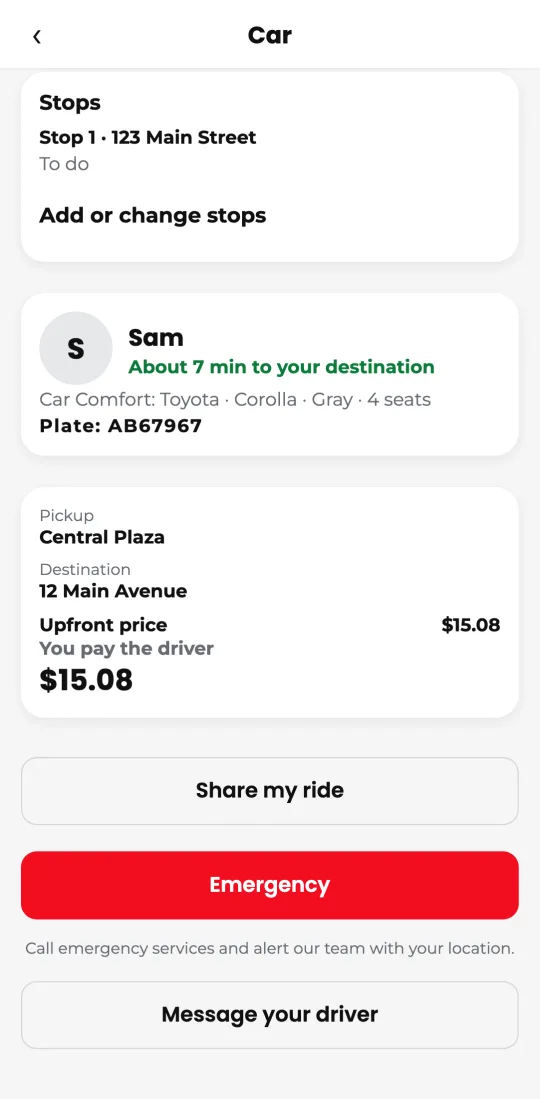 ‹
Car
Stops
Stop 1 · 123 Main Street
To do
Add or change stops
S
Sam
About 7 min to your destination
Car Comfort: Toyota · Corolla · Gray · 4 seats
Plate: AB67967
Pickup
Central Plaza
Destination
12 Main Avenue
Upfront price $15.08
You pay the driver
$15.08
Share my ride
Emergency
Call emergency services and alert our team with your location.
Message your driver